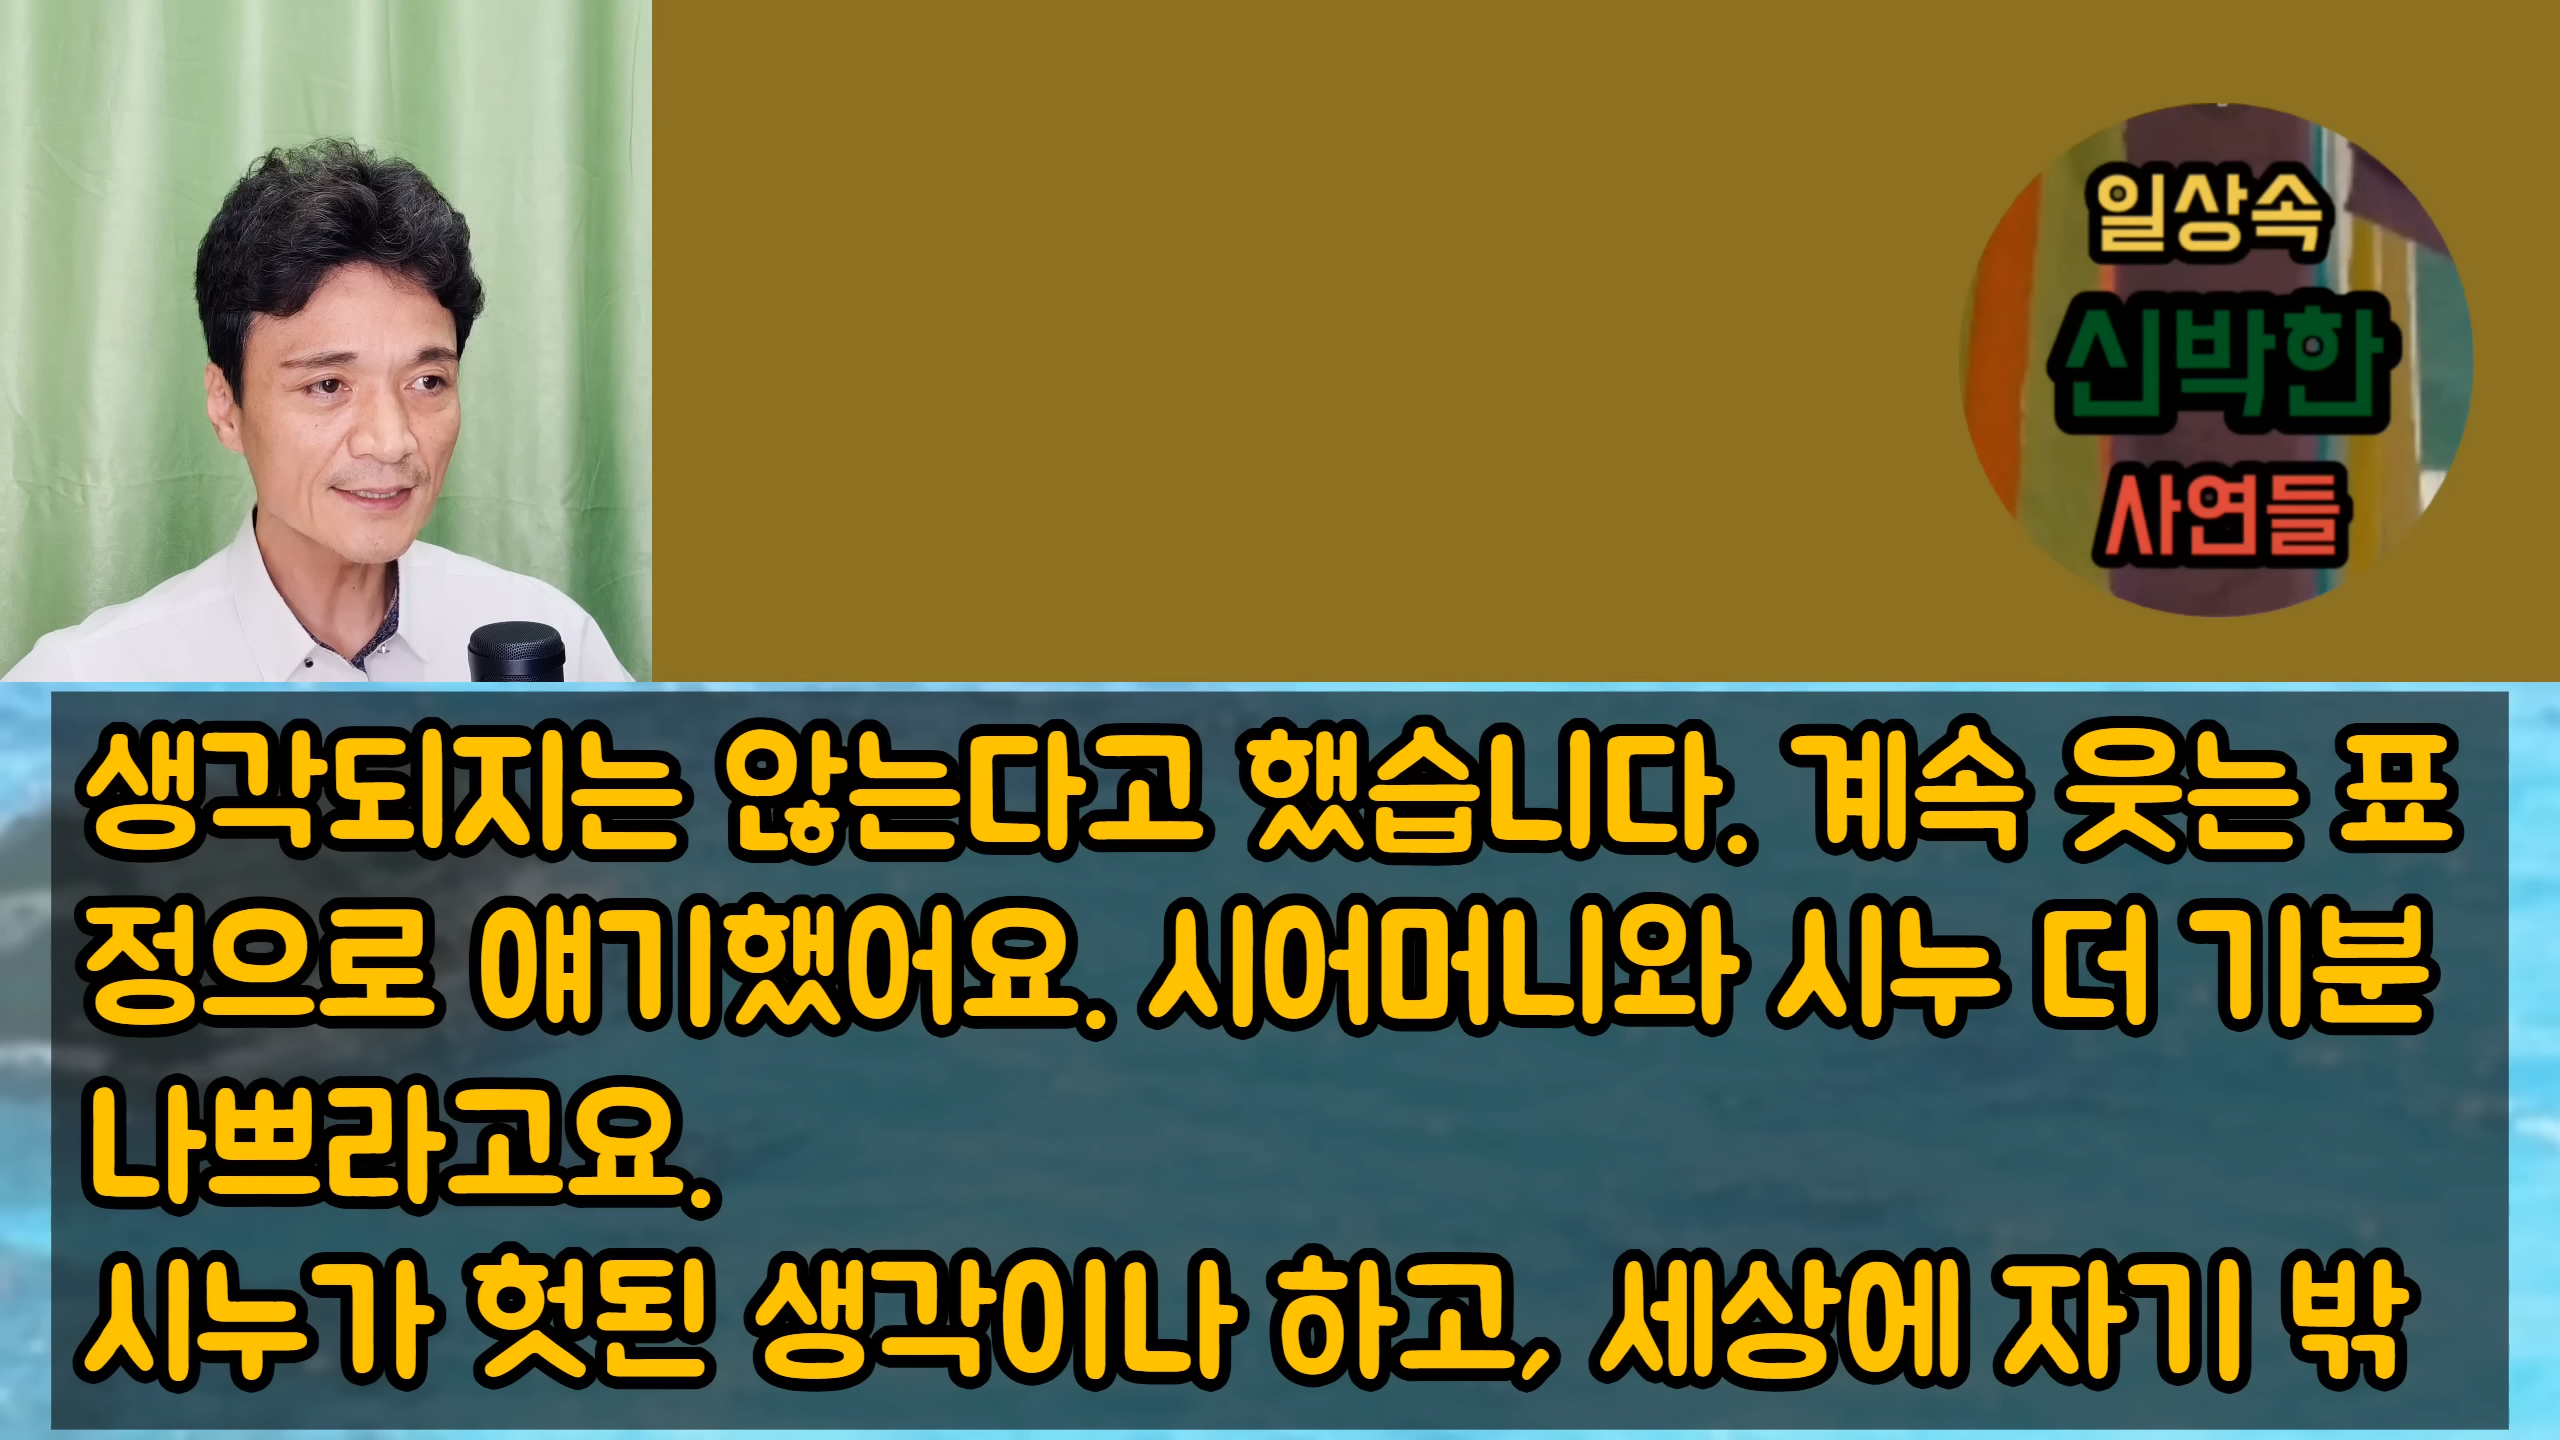 일상속
신박한
사연들
생각되지는 않는다고 했습니다. 계속 웃는 표
정으로 얘기했어요. 시어머니와 시누 더 기분
나쁘라고요.
시누가 헛된 생각이나 하고, 세상에 자기 밖